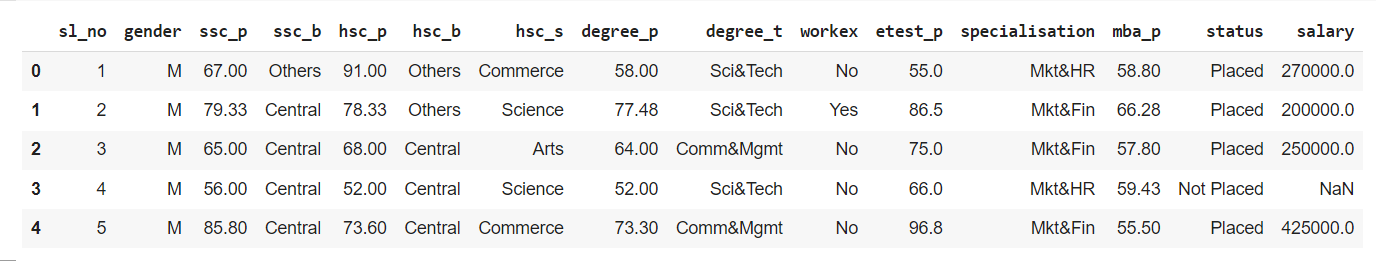 sl_no gender ssc_p ssc_b hsc_p hsc_b hsc_s degree_p degree_t workex etest_p specialisation mba_p status salary
0 1 M 67.00 Others 91.00 Others Commerce 58.00 Sci&Tech No 55.0 Mkt&HR 58.80 Placed 270000.0
1 2 M 79.33 Central 78.33 Others Science 77.48 Sci&Tech Yes 86.5 Mkt&Fin 66.28 Placed 200000.0
2 3 M 65.00 Central 68.00 Central Arts 64.00 Comm&Mgmt No 75.0 Mkt&Fin 57.80 Placed 250000.0
3 4 M 56.00 Central 52.00 Central Science 52.00 Sci&Tech No 66.0 Mkt&HR 59.43 Not Placed NaN
4 5 M 85.80 Central 73.60 Central Commerce 73.30 Comm&Mgmt No 96.8 Mkt&Fin 55.50 Placed 425000.0